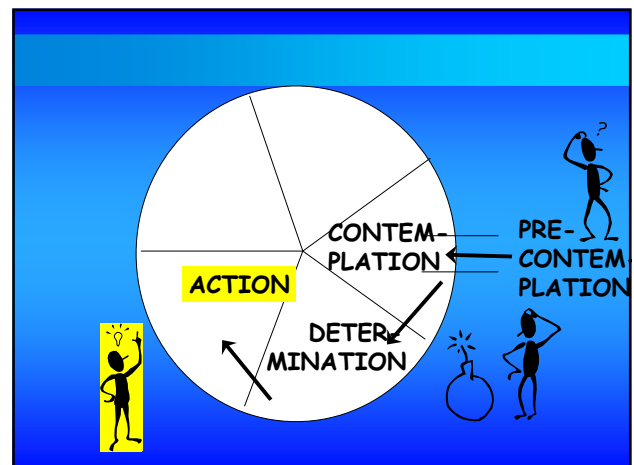 ?
CONTEM-
PLATION
PRE-
CONTEM-
PLATION
ACTION
DETER-
MINATION